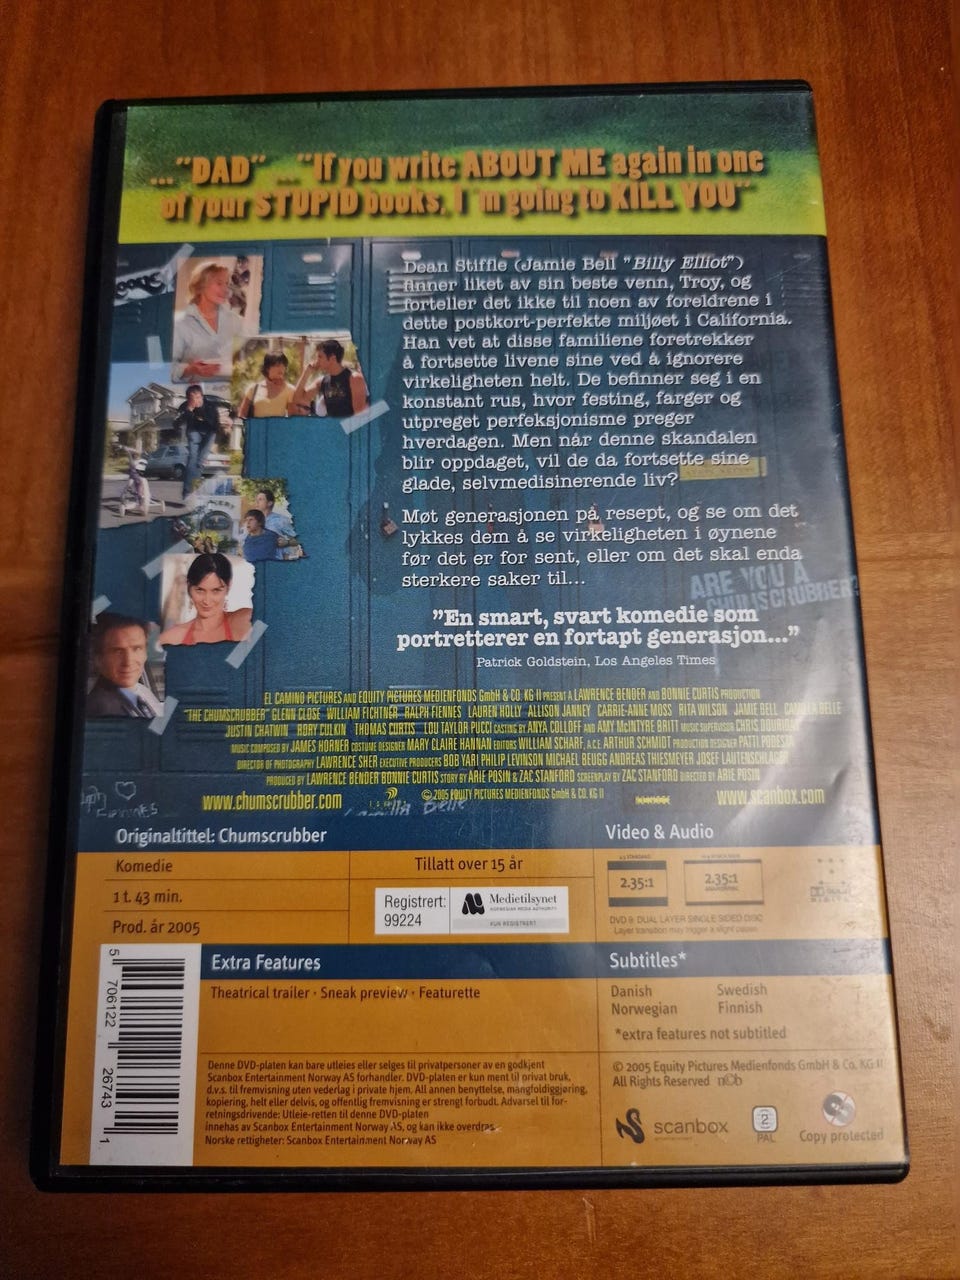 ..."DAD" ..."If you write ABOUT ME again in one
of your STUPID books, I´m going to KILL YOU"
Dean Stiffle (Jamie Bell "Billy Elliot")
finner liket av sin beste venn, Troy, og
forteller det ikke til noen av foreldrene i
dette postkort-perfekte miljøet i California.
Han vet at disse familiene foretrekker
å fortsette livene sine ved å ignorere
virkeligheten helt. De befinner seg i en
konstant rus, hvor festing, farger og
utpreget perfeksjonisme preger
hverdagen. Men når denne skandalen
blir oppdaget, vil de da fortsette sine
glade, selvmedisinerende liv?
Møt generasjonen på resept, og se om det
lykkes dem å se virkeligheten i øynene
før det er for sent, eller om det skal enda
sterkere saker til...
ARE YOU A
CHUMSCRUBBER?
"En smart, svart komedie som
portretterer en fortapt generasjon..."
Patrick Goldstein, Los Angeles Times
EL CAMINO PICTURES AND EQUITY PICTURES MEDIENFONDS GmbH & CO. KG II PRESENT A LAWRENCE BENDER AND BONNIE CURTIS PRODUCTION
"THE CHUMSCRUBBER" GLENN CLOSE WILLIAM FICHTNER RALPH FIENNES LAUREN HOLLY ALLISON JANNEY CARRIE-ANNE MOSS RITA WILSON JAMIE BELL CAMILLA BELLE
JUSTIN CHATWIN RORY CULKIN THOMAS CURTIS LOU TAYLOR PUCCI CASTING BY ANYA COLLOFF AND AMY McINTYRE BRITT MUSIC SUPERVISOR CHRIS DOURIDAS
MUSIC COMPOSED BY JAMES HORNER COSTUME DESIGNER MARY CLAIRE HANNAN EDITORS WILLIAM SCHARF, A.C.E. ARTHUR SCHMIDT PRODUCTION DESIGNER PATTI PODESTA
DIRECTOR OF PHOTOGRAPHY LAWRENCE SHER EXECUTIVE PRODUCERS BOB YARI PHILIP LEVINSON MICHAEL BEUGG ANDREAS THIESMEYER JOSEF LAUTENSCHLAGER
PRODUCED BY LAWRENCE BENDER BONNIE CURTIS STORY BY ARIE POSIN & ZAC STANFORD SCREENPLAY BY ZAC STANFORD DIRECTED BY ARIE POSIN
www.chumscrubber.com © 2005 EQUITY PICTURES MEDIENFONDS GmbH & CO. KG II www.scanbox.com
Originaltittel: Chumscrubber
Komedie
1 t. 43 min.
Prod. år 2005
Tillatt over 15 år
Registrert:
99224
Medietilsynet
NORWEGIAN MEDIA AUTHORITY
KUN REGISTRERT
Video & Audio
2.35:1 2.35:1
DOLBY
DIGITAL
DVD 9: DUAL LAYER SINGLE SIDED DISC
Layer transition may trigger a slight pause
Extra Features
Theatrical trailer · Sneak preview · Featurette
Subtitles*
Danish Swedish
Norwegian Finnish
*extra features not subtitled
5 706122 26743 1
Denne DVD-platen kan bare utleies eller selges til privatpersoner av en godkjent
Scanbox Entertainment Norway AS forhandler. DVD-platen er kun ment til privat bruk,
d.v.s. til fremvisning uten vederlag i private hjem. All annen benyttelse, mangfoldiggjøring,
kopiering, helt eller delvis, og offentlig fremvisning er strengt forbudt. Advarsel til for-
retningsdrivende: Utleie-retten til denne DVD-platen
innehas av Scanbox Entertainment Norway AS, og kan ikke overdras.
Norske rettigheter: Scanbox Entertainment Norway AS
© 2005 Equity Pictures Medienfonds GmbH & Co. KG II
All Rights Reserved ncb
scanbox
2
PAL
Copy protected